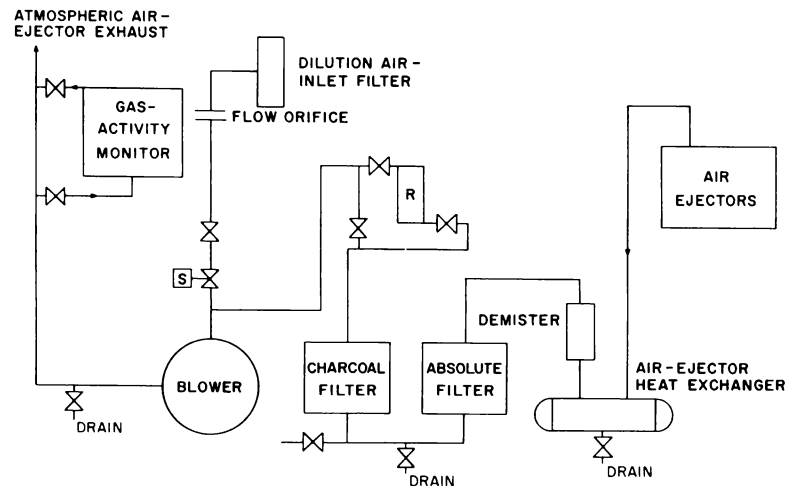 ATMOSPHERIC AIR-
EJECTOR EXHAUST
DILUTION AIR-
INLET FILTER
FLOW ORIFICE
GAS-
ACTIVITY
MONITOR
AIR
EJECTORS
R
S
DEMISTER
BLOWER
CHARCOAL
FILTER
ABSOLUTE
FILTER
AIR-EJECTOR
HEAT EXCHANGER
DRAIN
DRAIN
DRAIN